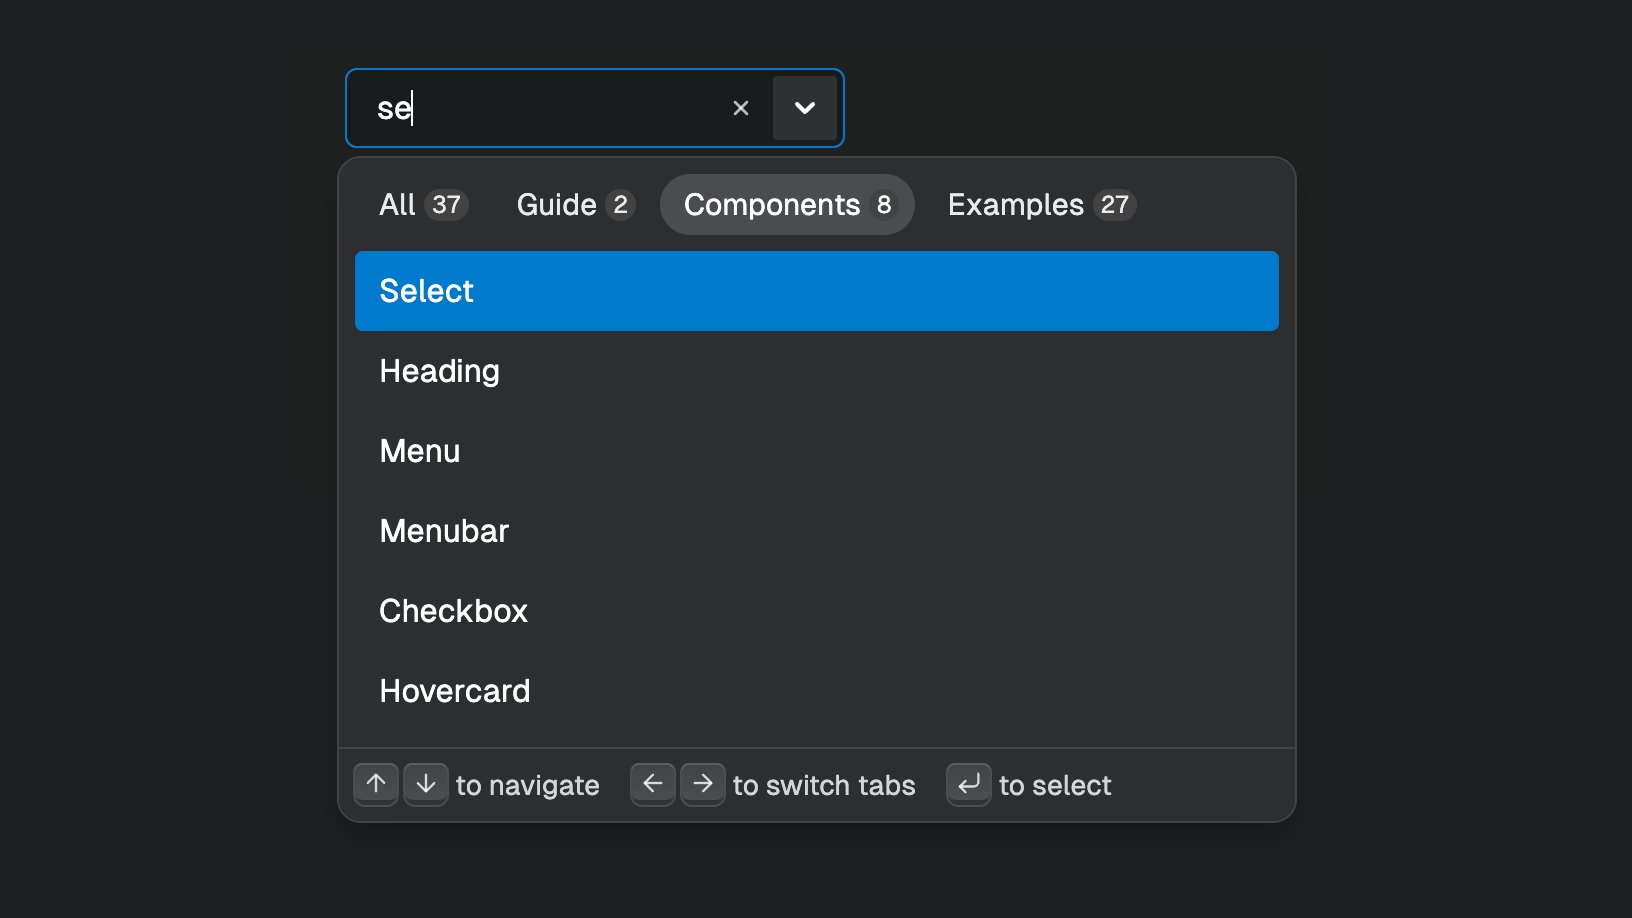 se
All 37 Guide 2 Components 8 Examples 27
Select
Heading
Menu
Menubar
Checkbox
Hovercard
to navigate to switch tabs to select